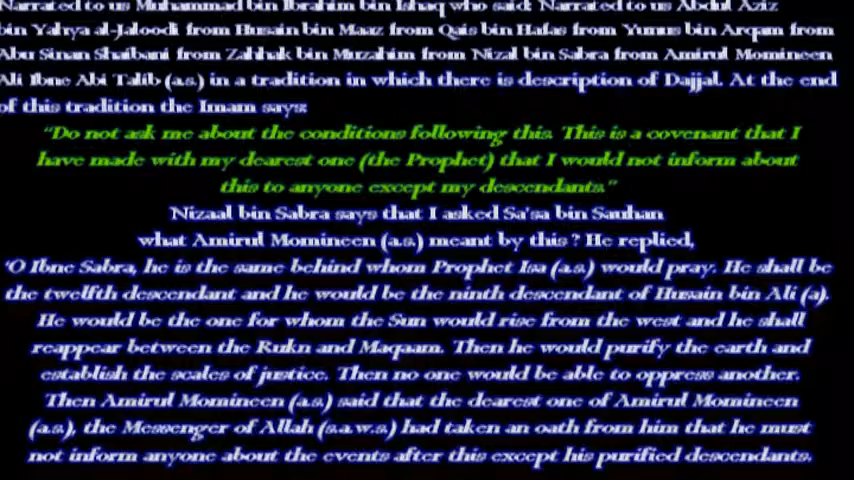 Narrated to us Muhammad bin Ibrahim bin Ishaq who said: Narrated to us Abdul Aziz
bin Yahya al-Jaloodi from Husain bin Maaz from Qais bin Hafas from Yunus bin Arqam from
Abu Sinan Shaibani from Zahhak bin Muzahim from Nizal bin Sabra from Amirul Momineen
Ali Ibne Abi Talib (a.s.) in a tradition in which there is description of Dajjal. At the end
of this tradition the Imam says:
“Do not ask me about the conditions following this. This is a covenant that I
have made with my dearest one (the Prophet) that I would not inform about
this to anyone except my descendants.”
Nizaal bin Sabra says that I asked Sa'sa bin Sauhan
what Amirul Momineen (a.s.) meant by this? He replied,
‘O Ibne Sabra, he is the same behind whom Prophet Isa (a.s.) would pray. He shall be
the twelfth descendant and he would be the ninth descendant of Husain bin Ali (a).
He would be the one for whom the Sun would rise from the west and he shall
reappear between the Rukn and Maqaam. Then he would purify the earth and
establish the scales of justice. Then no one would be able to oppress another.
Then Amirul Momineen (a.s.) said that the dearest one of Amirul Momineen
(a.s.), the Messenger of Allah (s.a.w.s.) had taken an oath from him that he must
not inform anyone about the events after this except his purified descendants.